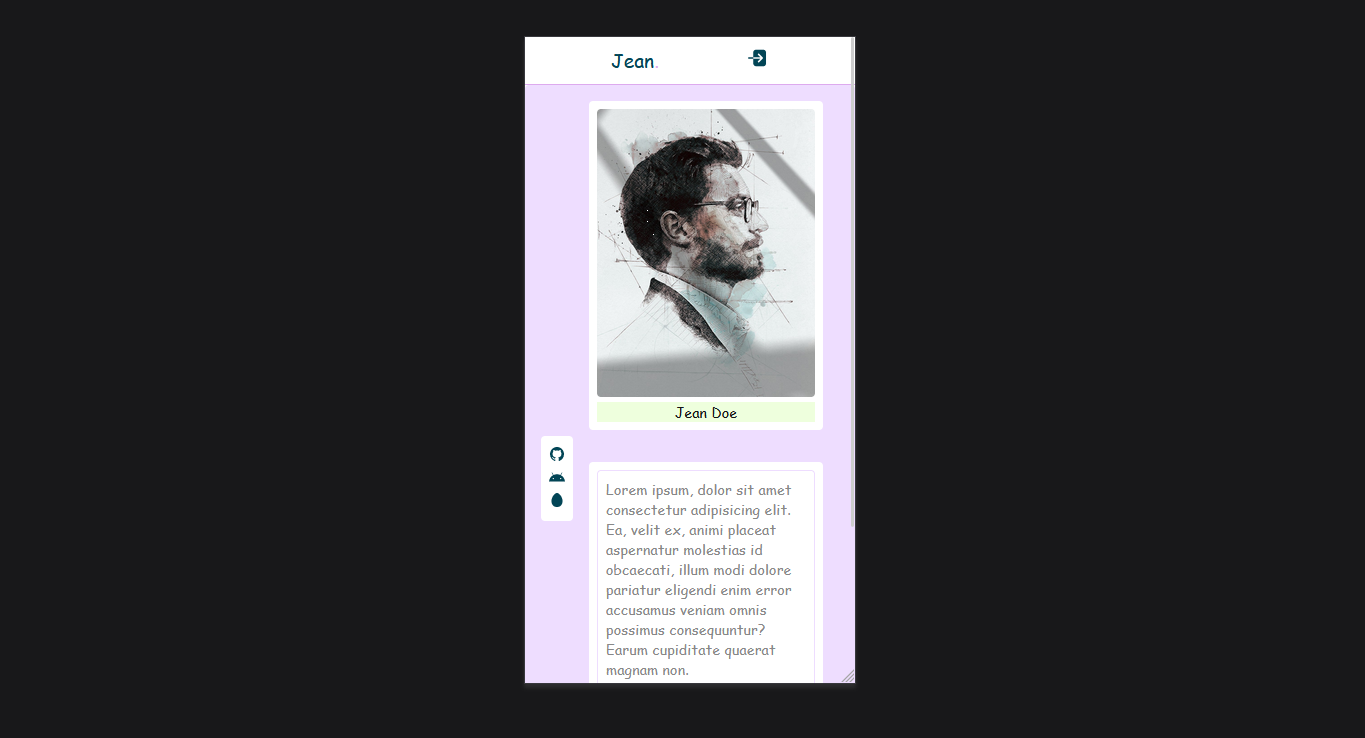 Jean.
Jean Doe
Lorem ipsum, dolor sit amet
consectetur adipisicing elit.
Ea, velit ex, animi placeat
aspernatur molestias id
obcaecati, illum modi dolore
pariatur eligendi enim error
accusamus veniam omnis
possimus consequuntur?
Earum cupiditate quaerat
magnam non.